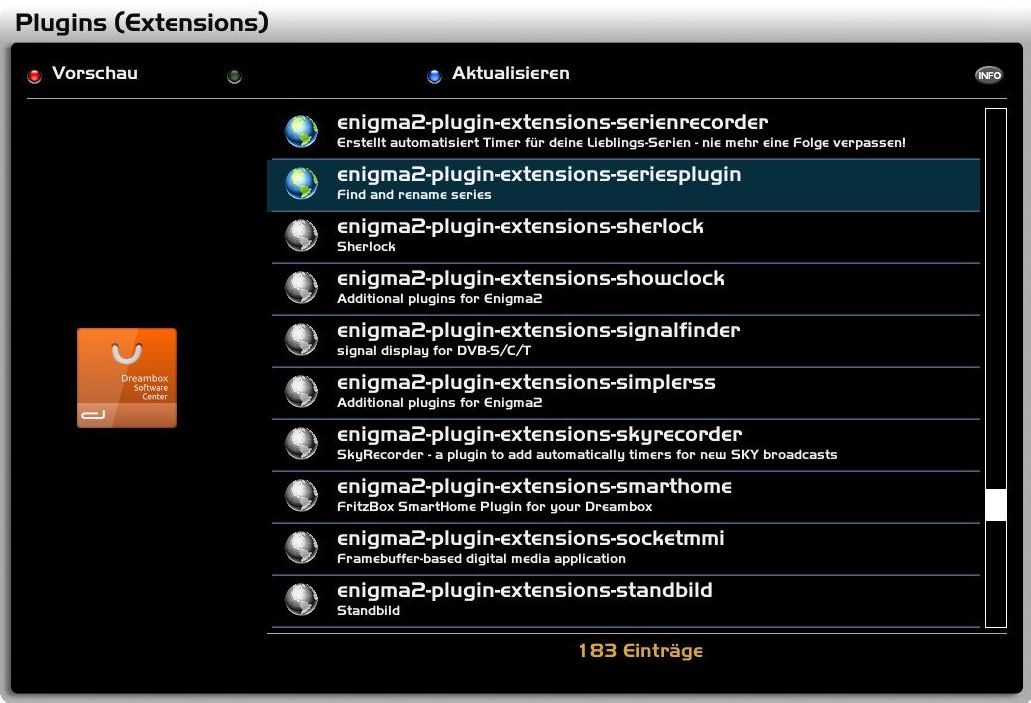 Plugins (Extensions)
Vorschau
Aktualisieren
INFO
enigma2-plugin-extensions-serienrecorder
Erstellt automatisiert Timer für deine Lieblings-Serien - nie mehr eine Folge verpassen!
enigma2-plugin-extensions-seriesplugin
Find and rename series
enigma2-plugin-extensions-sherlock
Sherlock
enigma2-plugin-extensions-showclock
Additional plugins for Enigma2
enigma2-plugin-extensions-signalfinder
signal display for DVB-S/C/T
enigma2-plugin-extensions-simplerss
Additional plugins for Enigma2
enigma2-plugin-extensions-skyrecorder
SkyRecorder - a plugin to add automatically timers for new SKY broadcasts
enigma2-plugin-extensions-smarthome
FritzBox SmartHome Plugin for your Dreambox
enigma2-plugin-extensions-socketmmi
Framebuffer-based digital media application
enigma2-plugin-extensions-standbild
Standbild
Dreambox
Software
Center
183 Einträge